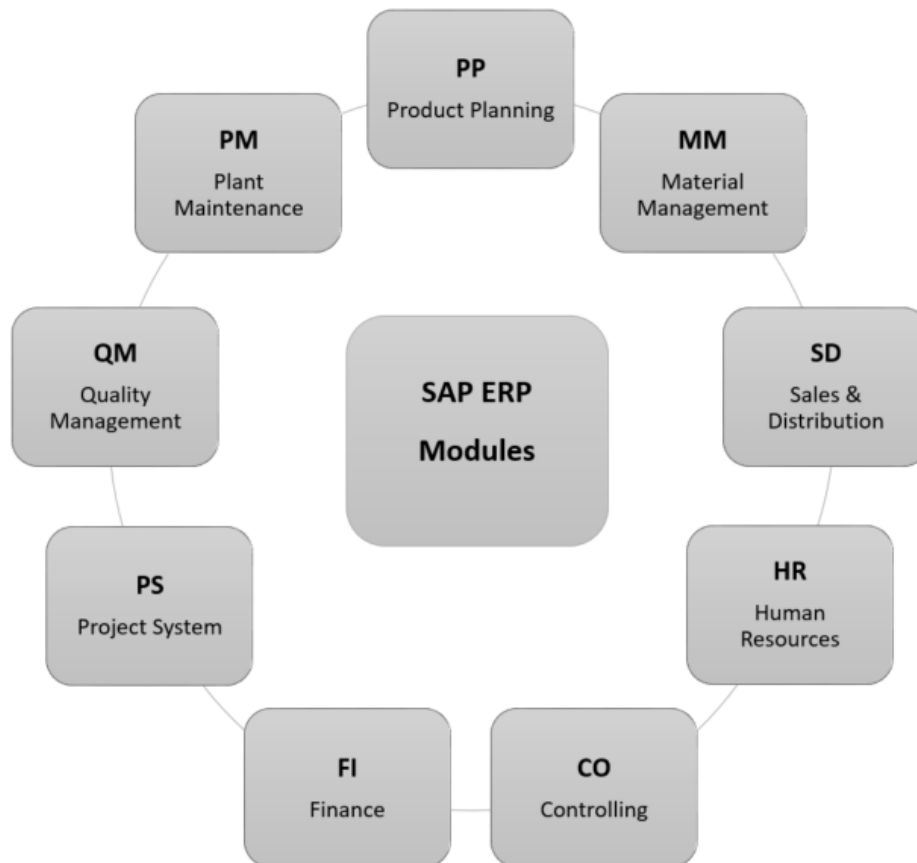 PP
Product Planning
PM
Plant
Maintenance
MM
Material
Management
QM
Quality
Management
SAP ERP
Modules
SD
Sales &
Distribution
PS
Project System
HR
Human
Resources
FI
Finance
CO
Controlling